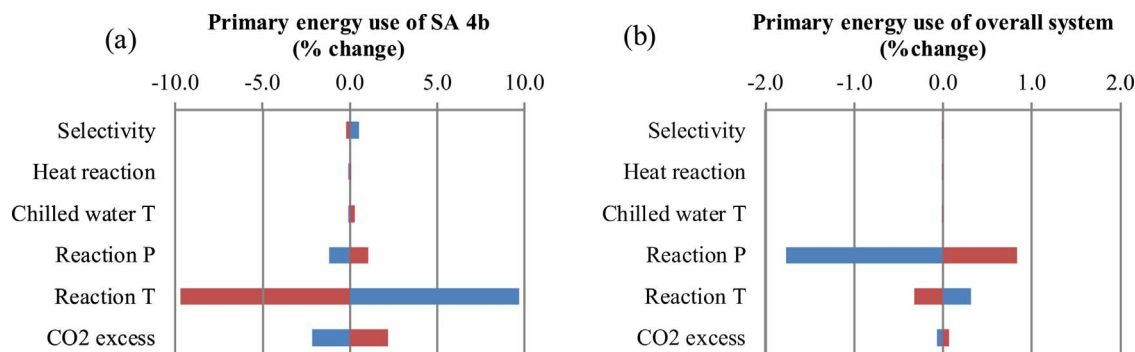 (a)
Primary energy use of SA 4b
(% change)
-10.0 -5.0 0.0 5.0 10.0
Selectivity
Heat reaction
Chilled water T
Reaction P
Reaction T
CO2 excess
(b)
Primary energy use of overall system
(%change)
-2.0 -1.0 0.0 1.0 2.0
Selectivity
Heat reaction
Chilled water T
Reaction P
Reaction T
CO2 excess